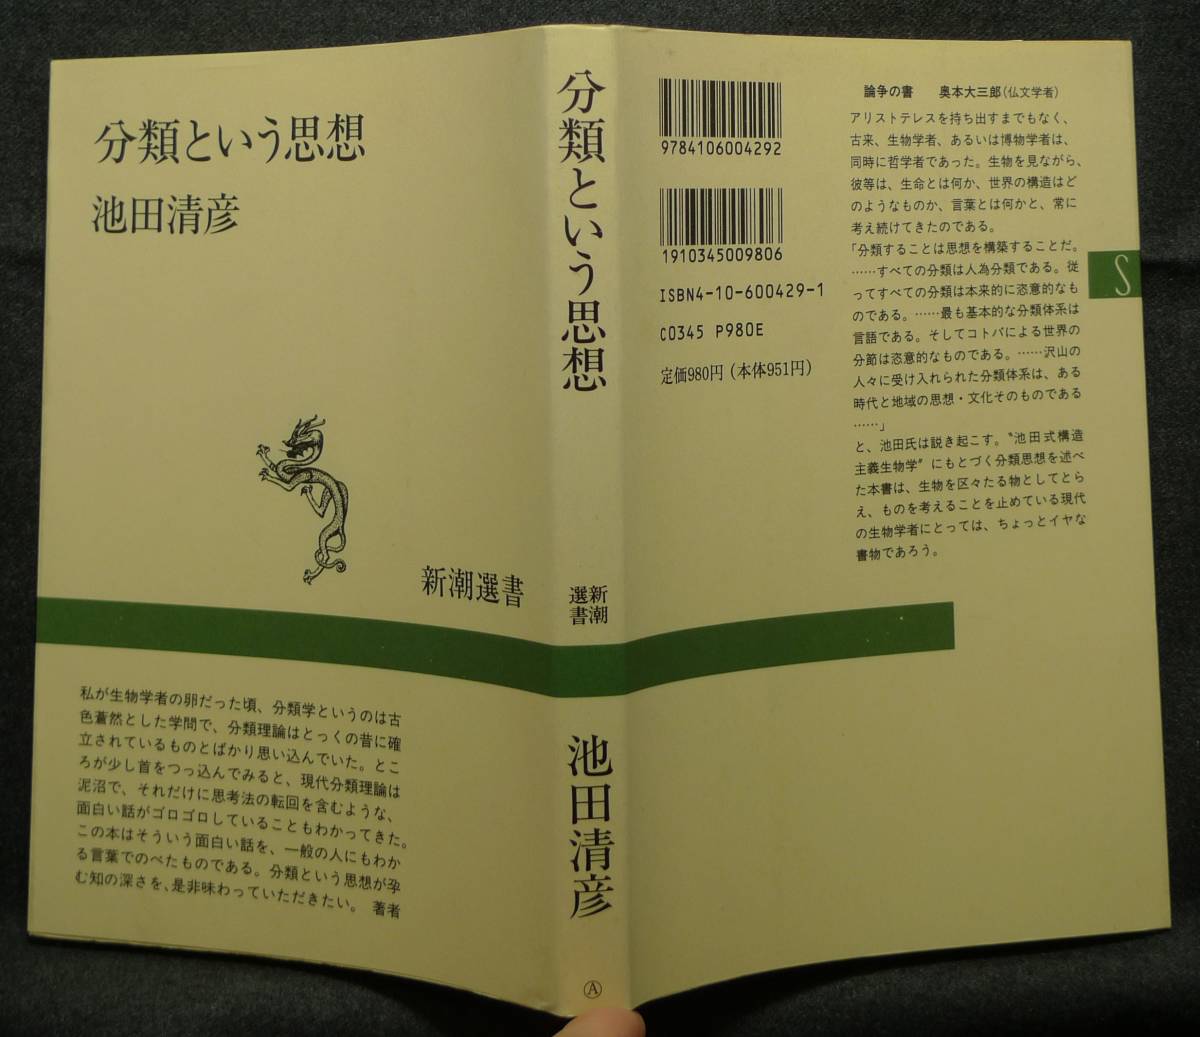 分類という思想
池田清彦
新潮選書
私が生物学者の卵だった頃、分類学というのは古
色蒼然とした学問で、分類理論はとっくの昔に確
立されているものとばかり思い込んでいた。とこ
ろが少し首をつっ込んでみると、現代分類理論は
泥沼で、それだけに思考法の転回を含むような、
面白い話がゴロゴロしていることもわかってきた。
この本はそういう面白い話を、一般の人にもわか
る言葉でのべたものである。分類という思想が孕
む知の深さを、是非味わっていただきたい。 著者
分類という思想
新潮
選書
池田清彦
Ⓐ
9784106004292
1910345009806
ISBN4-10-600429-1
C0345 P980E
定価980円(本体951円)
論争の書 奥本大三郎(仏文学者)
アリストテレスを持ち出すまでもなく、
古来、生物学者、あるいは博物学者は、
同時に哲学者であった。生物を見ながら、
彼等は、生命とは何か、世界の構造はど
のようなものか、言葉とは何かと、常に
考え続けてきたのである。
「分類することは思想を構築することだ。
……すべての分類は人為分類である。従
ってすべての分類は本来的に恣意的なも
のである。……最も基本的な分類体系は
言語である。そしてコトバによる世界の
分節は恣意的なものである。……沢山の
人々に受け入れられた分類体系は、ある
時代と地域の思想・文化そのものである
……」
と、池田氏は説き起こす。〝池田式構造
主義生物学〟にもとづく分類思想を述べ
た本書は、生物を区々たる物としてとら
え、ものを考えることを止めている現代
の生物学者にとっては、ちょっとイヤな
書物であろう。
S